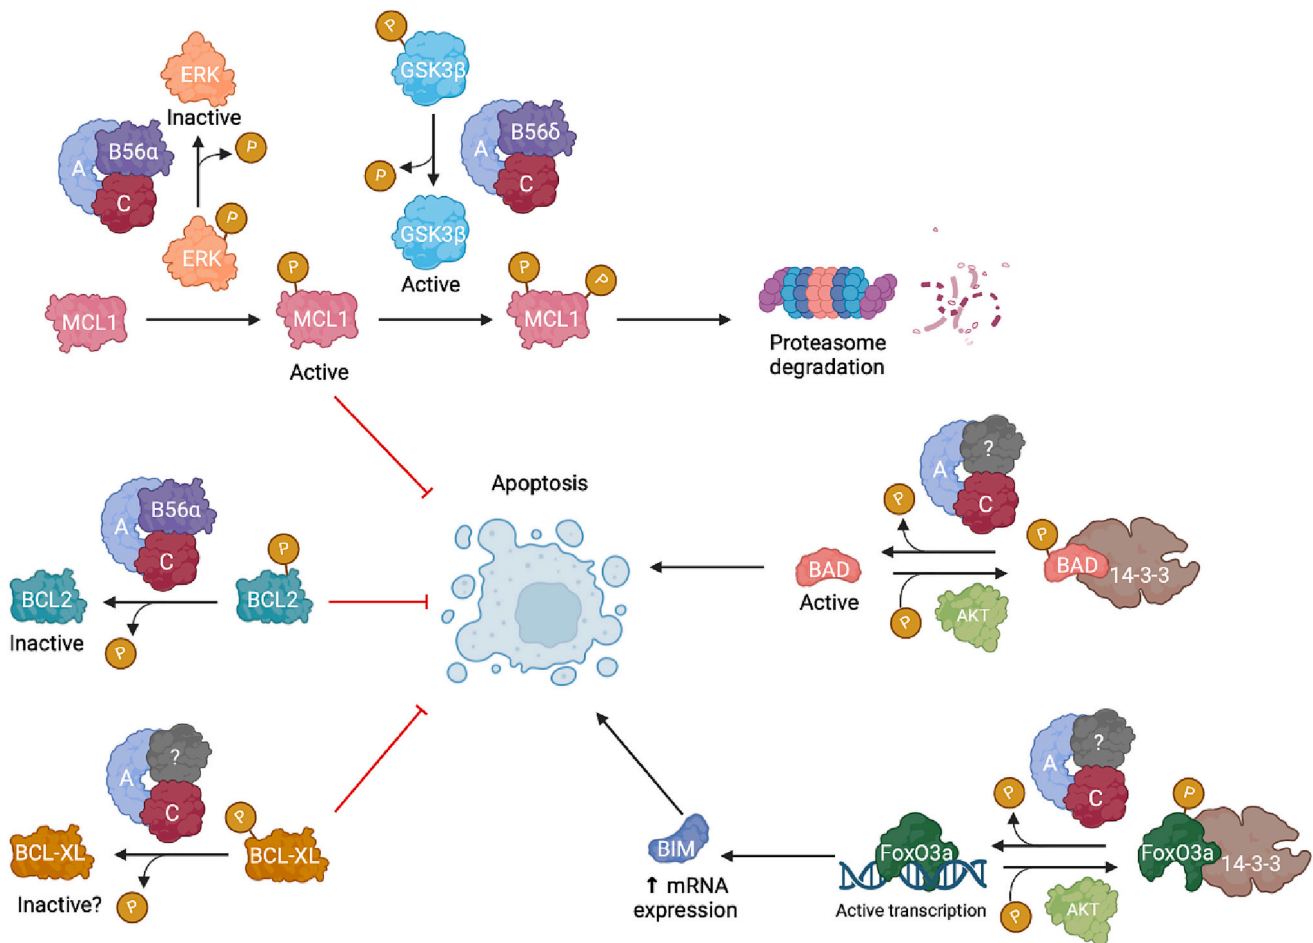 P
GSK3β
ERK
Inactive
B56α
A
C
P
ERK
P
P
GSK3β
Active
B56δ
A
C
MCL1
P
MCL1
Active
P
P
MCL1
Proteasome
degradation
B56α
A
C
P
BCL2
BCL2
Inactive
P
Apoptosis
?
A
C
P
BAD
Active
P
BAD
14-3-3
P
AKT
?
A
C
P
BCL-XL
BCL-XL
Inactive?
P
BIM
↑ mRNA
expression
?
A
C
P
P
FoxO3a
Active transcription
FoxO3a
14-3-3
P
AKT